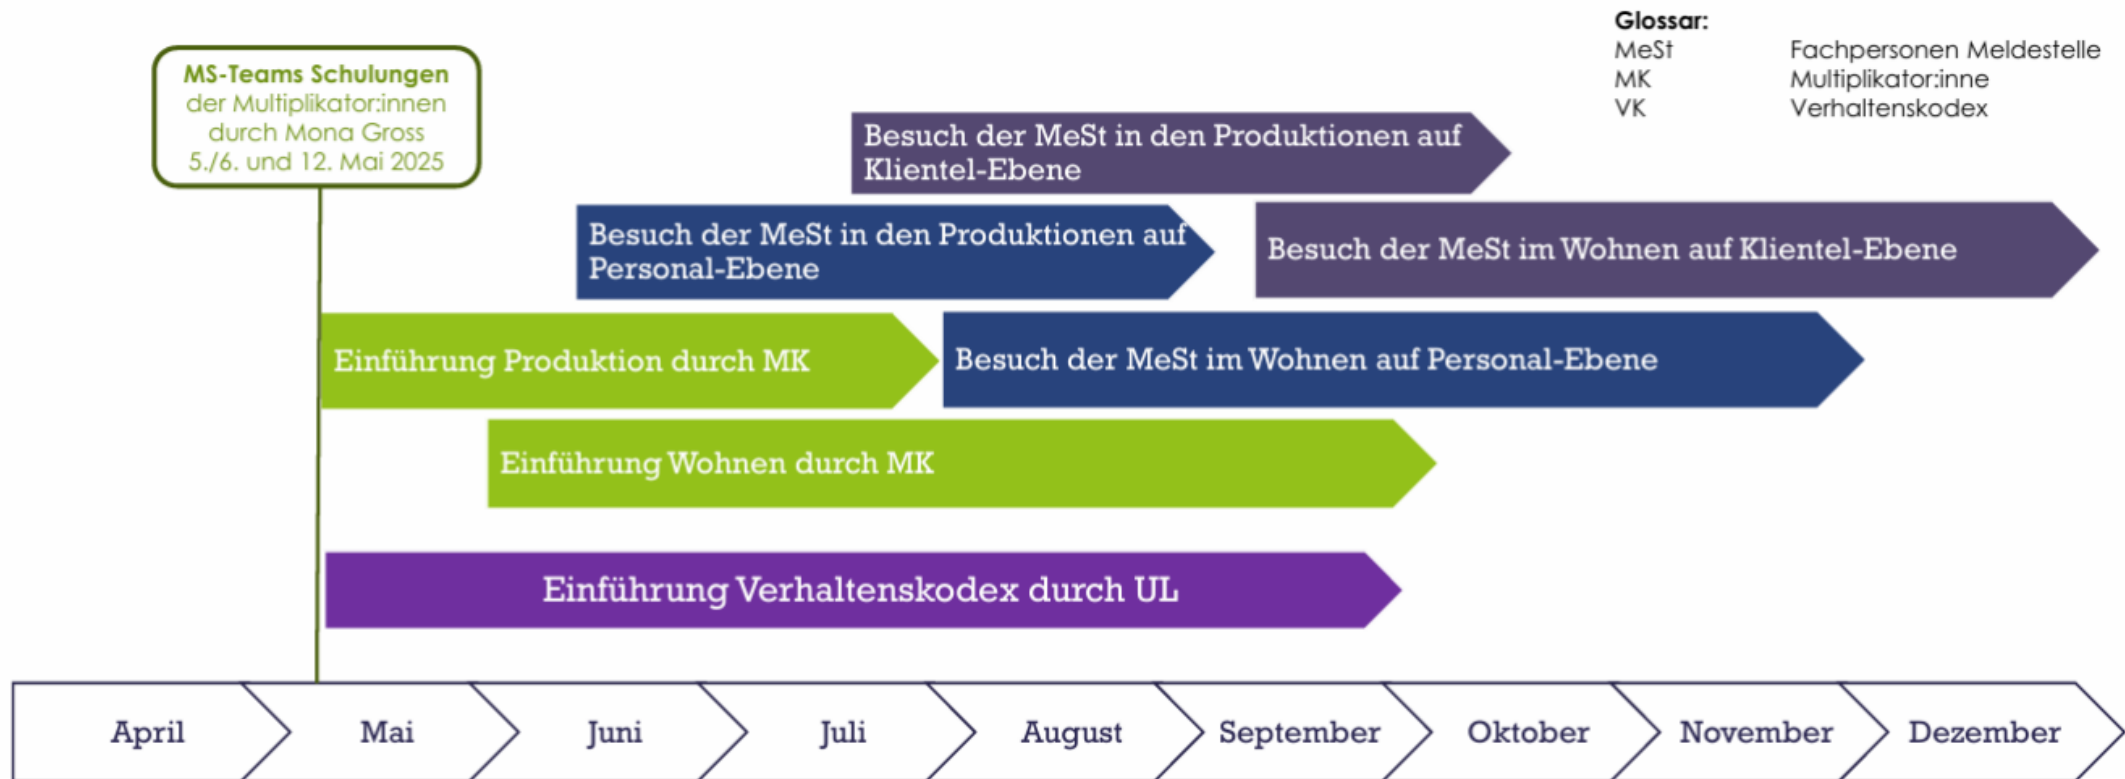 Glossar:
MeSt Fachpersonen Meldestelle
MK Multiplikator:inne
VK Verhaltenskodex
MS-Teams Schulungen
der Multiplikator:innen
durch Mona Gross
5./6. und 12. Mai 2025
Besuch der MeSt in den Produktionen auf
Klientel-Ebene
Besuch der MeSt in den Produktionen auf
Personal-Ebene
Besuch der MeSt im Wohnen auf Klientel-Ebene
Einführung Produktion durch MK
Besuch der MeSt im Wohnen auf Personal-Ebene
Einführung Wohnen durch MK
Einführung Verhaltenskodex durch UL
April Mai Juni Juli August September Oktober November Dezember